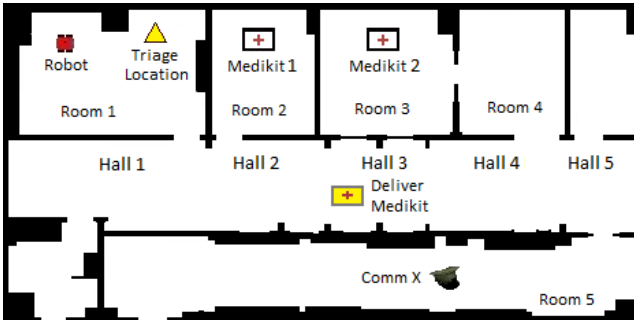 Robot
Triage
Location
Medikit 1
Medikit 2
Room 1
Room 2
Room 3
Room 4
Hall 1
Hall 2
Hall 3
Hall 4
Hall 5
Deliver
Medikit
Comm X
Room 5